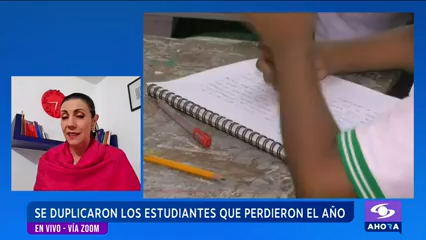 SE DUPLICARON LOS ESTUDIANTES QUE PERDIERON EL AÑO
EN VIVO - VÍA ZOOM
AHORA